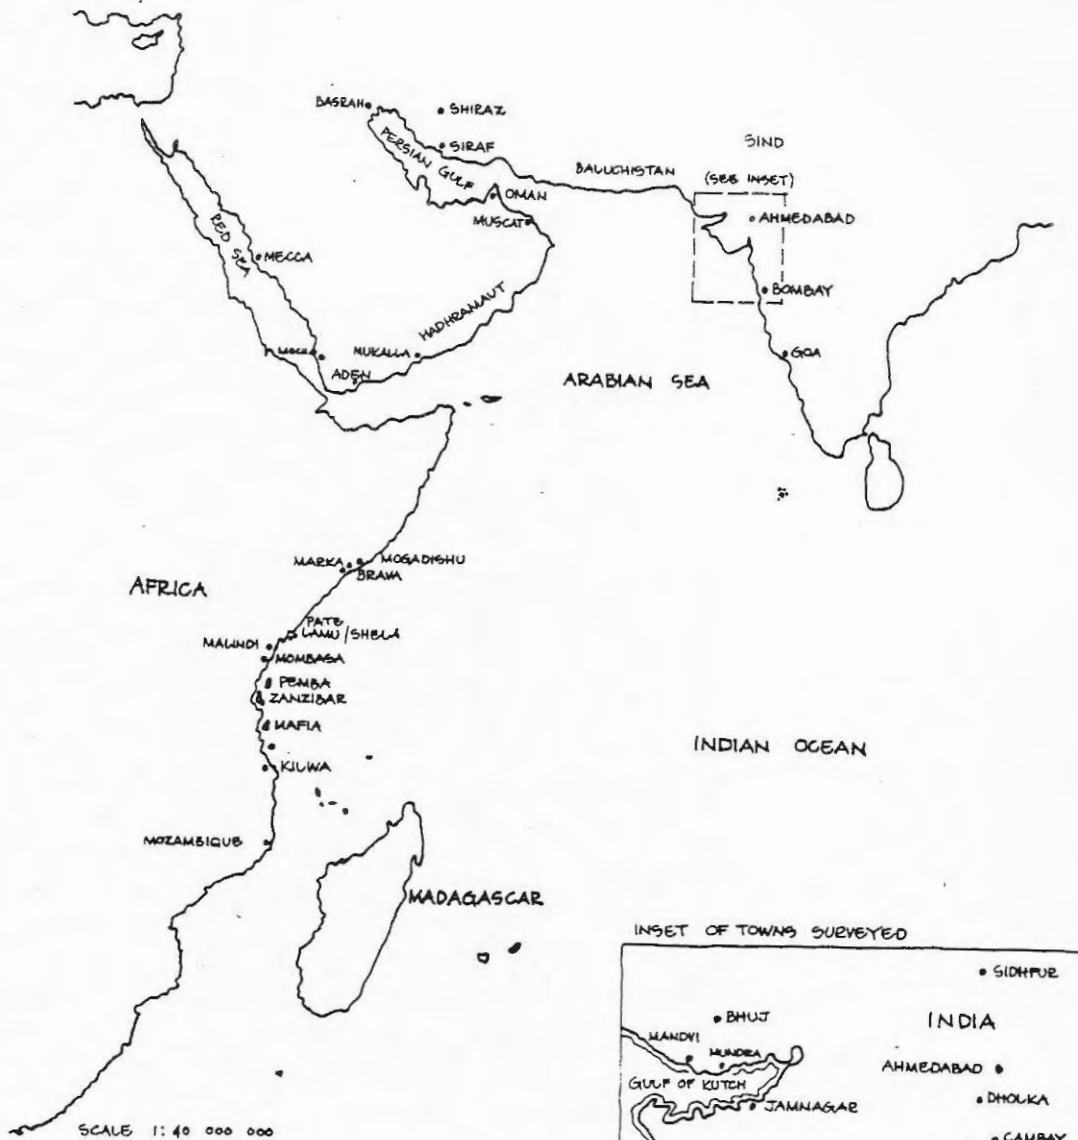 BASRAH
SHIRAZ
SIND
PERSIAN GULF
SIRAF
BALUCHISTAN
(SEE INSET)
OMAN
AHMEDABAD
RED SEA
MUSCAT
MECCA
BOMBAY
HADHRAMAUT
MUKALLA
GOA
ADEN
ARABIAN SEA
MARKA
MOGADISHU
BRAVA
AFRICA
PATE
LAMU/SHELA
MALINDI
MOMBASA
PEMBA
ZANZIBAR
MAFIA
INDIAN OCEAN
KILWA
MOZAMBIQUE
MADAGASCAR
INSET OF TOWNS SURVEYED
SIDHPUR
BHUJ
INDIA
MANDVI
MUNDRA
AHMEDABAD
GULF OF KUTCH
DHOLKA
JAMNAGAR
CAMBAY
SCALE 1:40 000 000